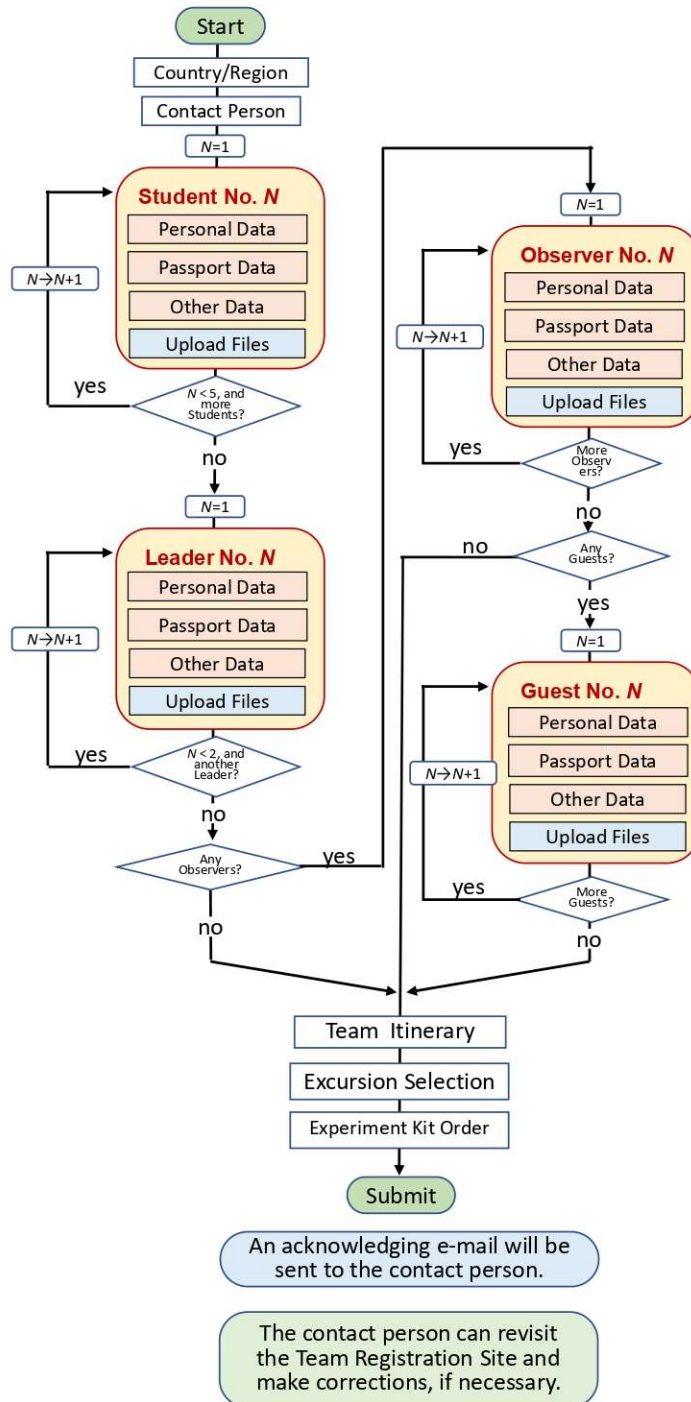 Start
Country/Region
Contact Person
N=1
Student No. N
Personal Data
Passport Data
Other Data
Upload Files
N→N+1
yes
N < 5, and
more
Students?
no
N=1
Leader No. N
Personal Data
Passport Data
Other Data
Upload Files
N→N+1
yes
N < 2, and
another
Leader?
no
Any
Observers?
yes
no
N=1
Observer No. N
Personal Data
Passport Data
Other Data
Upload Files
N→N+1
yes
More
Observ
ers?
no
no
Any
Guests?
yes
N=1
Guest No. N
Personal Data
Passport Data
Other Data
Upload Files
N→N+1
yes
More
Guests?
no
Team Itinerary
Excursion Selection
Experiment Kit Order
Submit
An acknowledging e-mail will be
sent to the contact person.
The contact person can revisit
the Team Registration Site and
make corrections, if necessary.